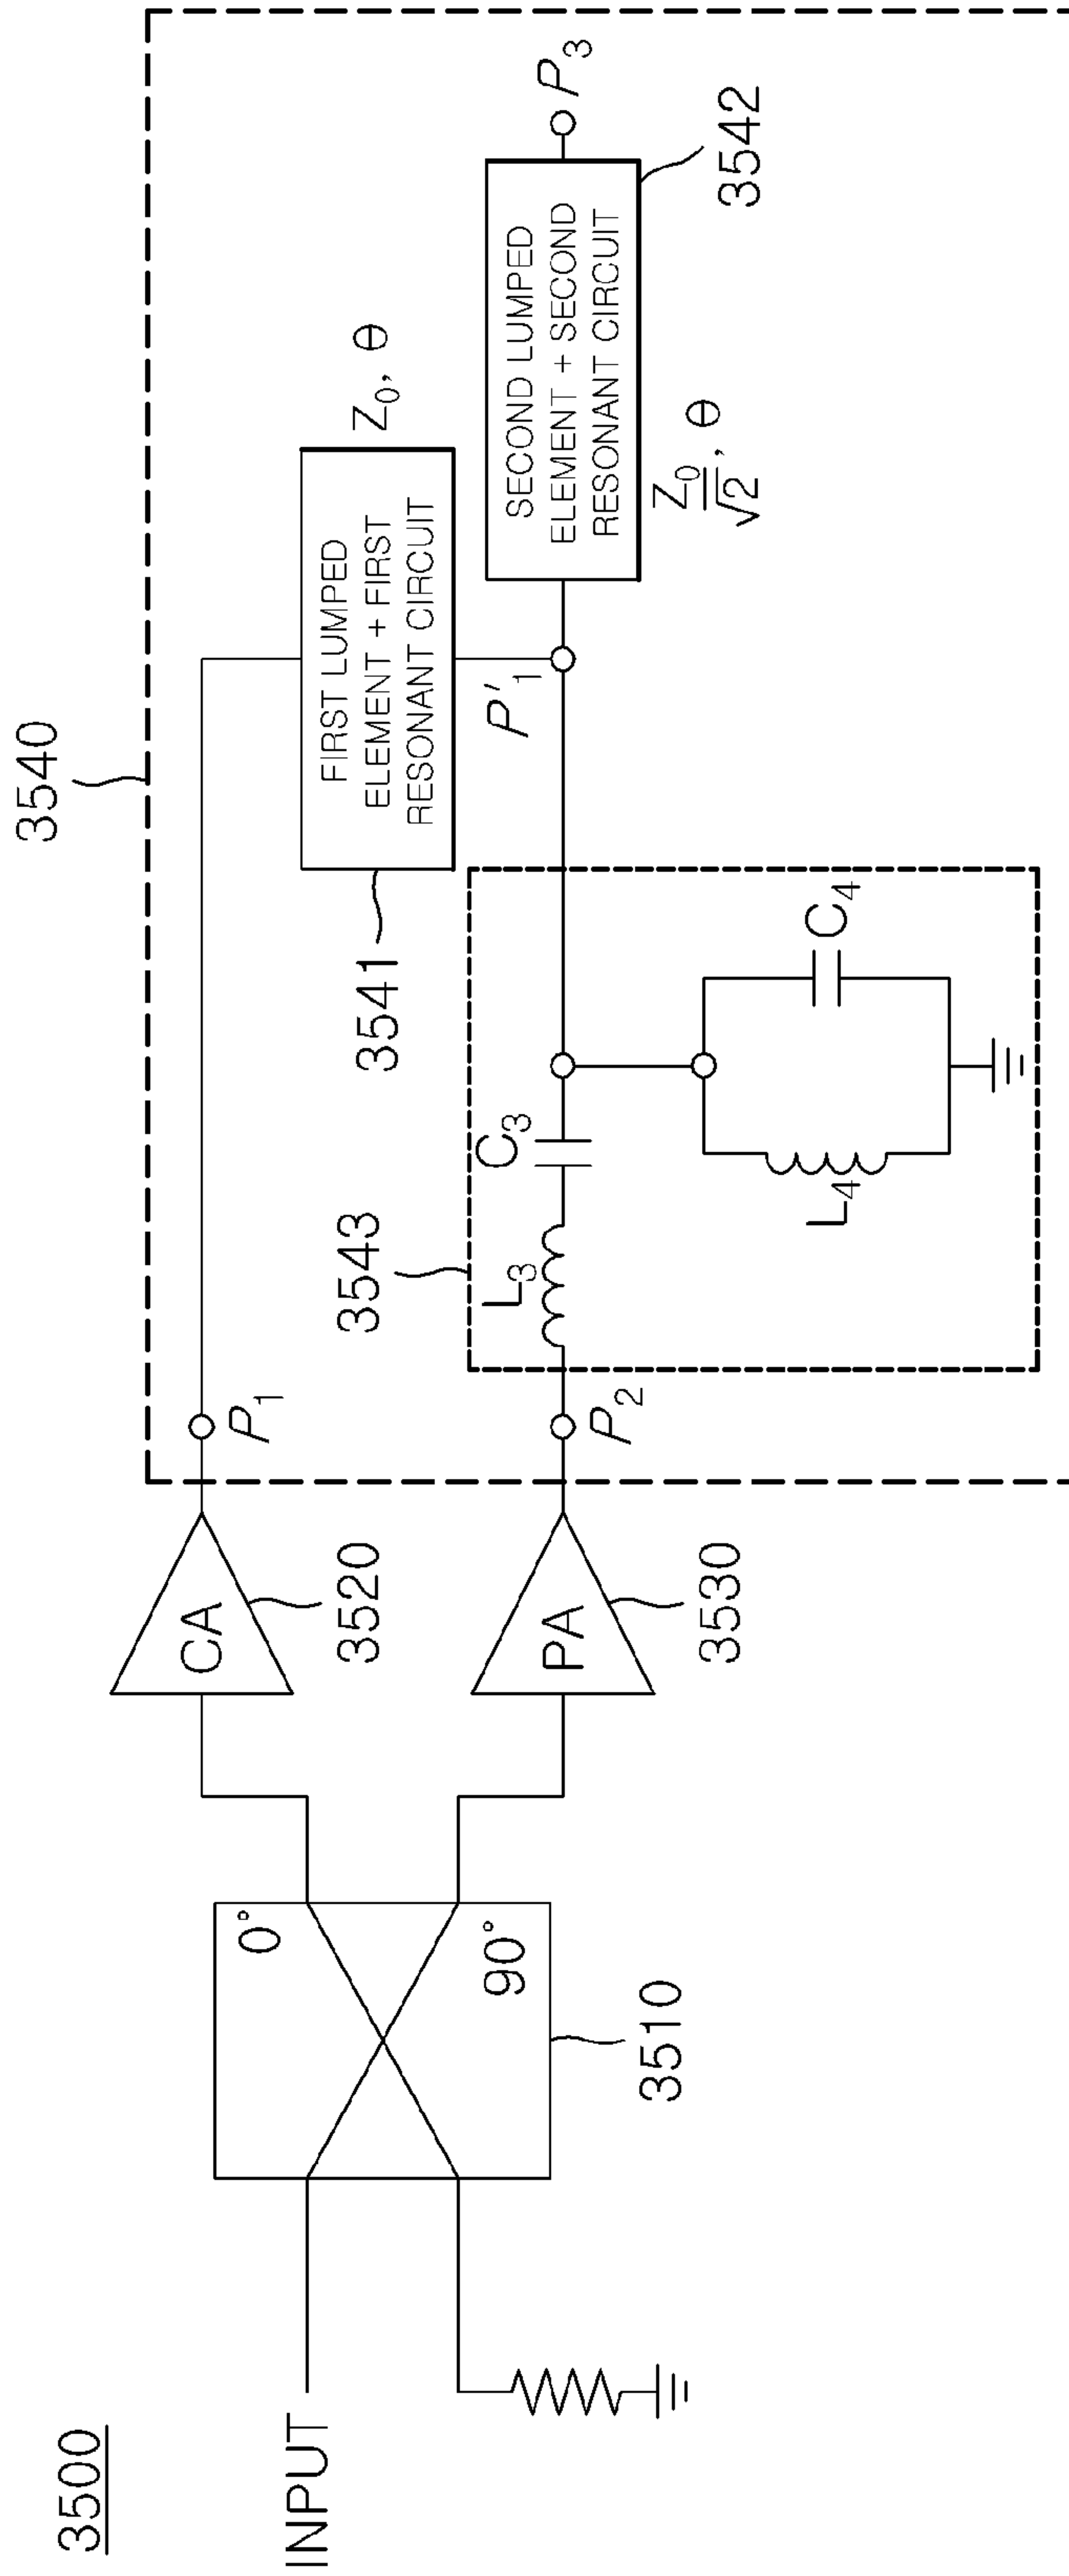 3500
INPUT
0°
90°
3510
CA
3520
PA
3530
3540
P1
P2
3543
L3
C3
L4
C4
3541
FIRST LUMPED
ELEMENT + FIRST
RESONANT CIRCUIT
Z0, θ
P'1
SECOND LUMPED
ELEMENT + SECOND
RESONANT CIRCUIT
Z0/√2, θ
3542
P3